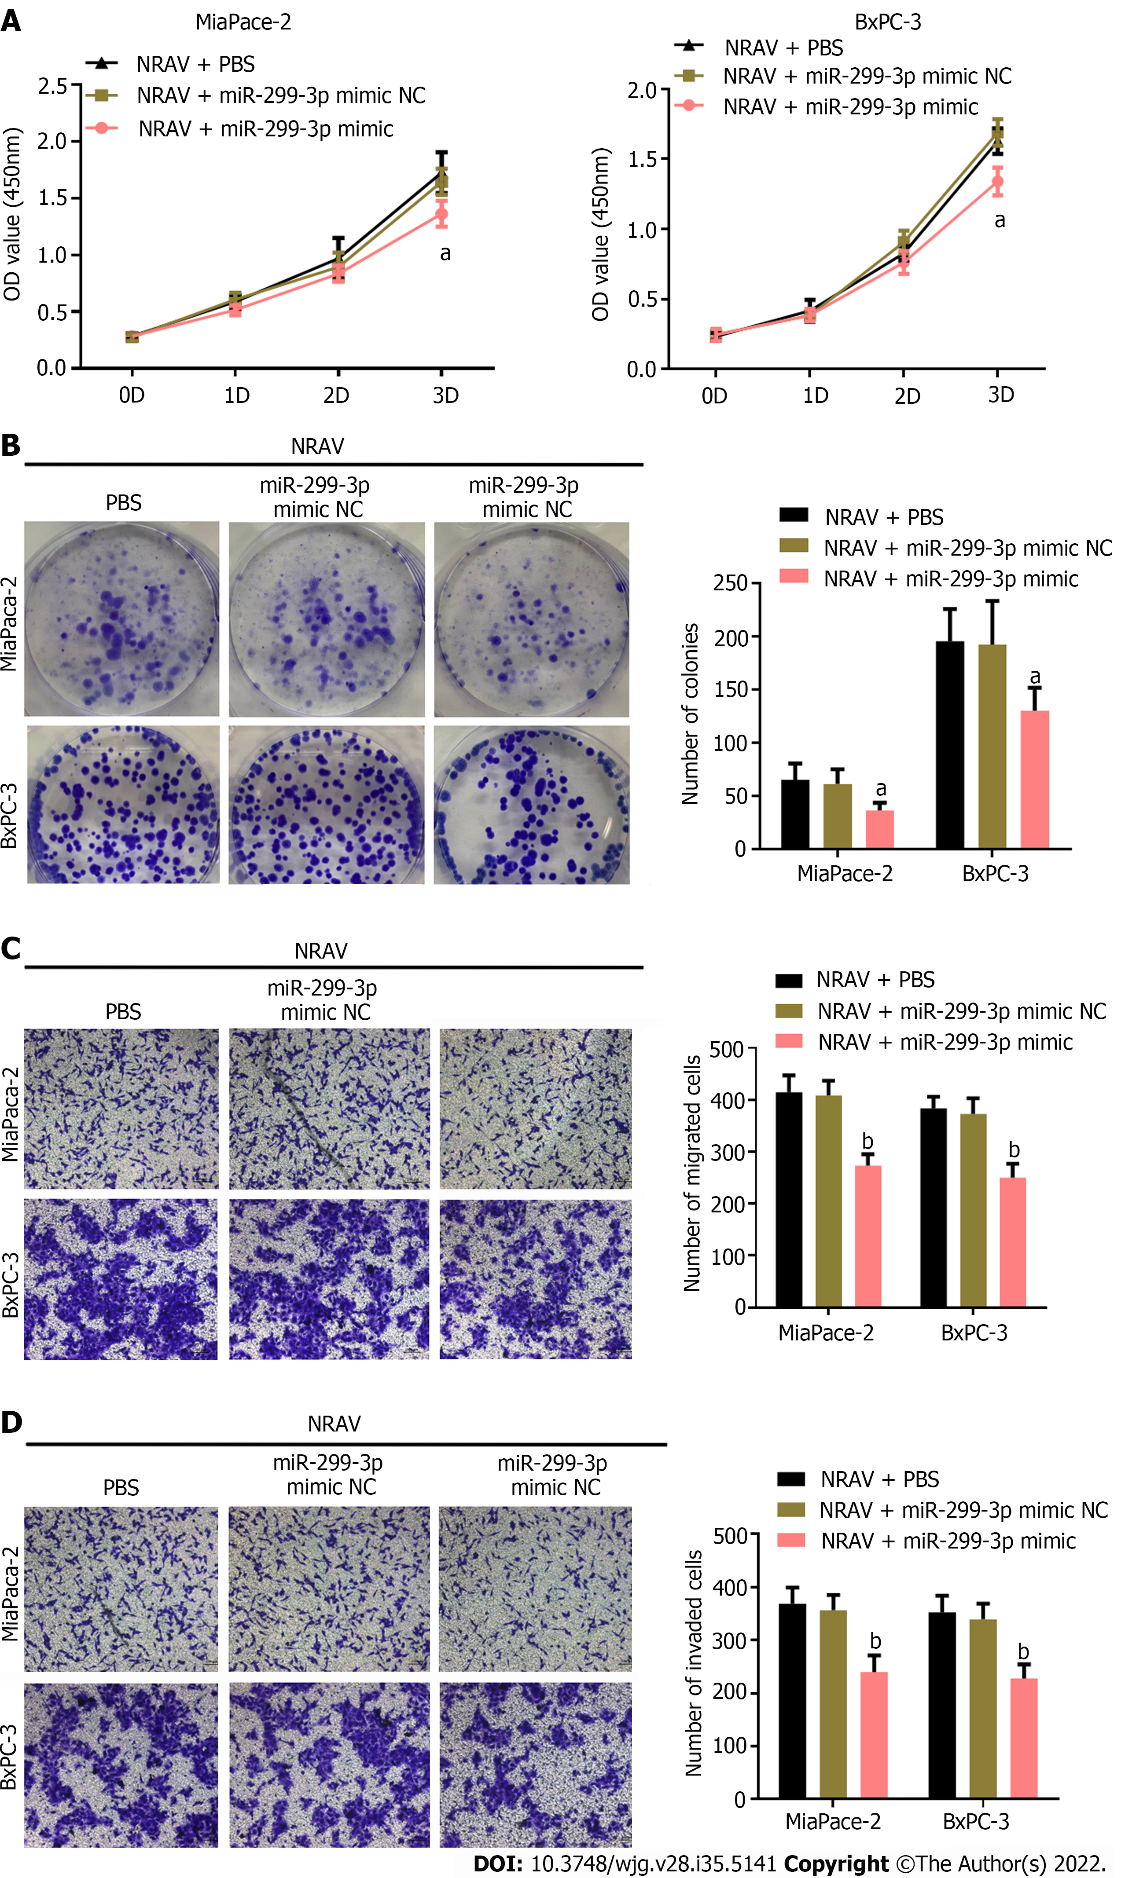 A
MiaPace-2
NRAV + PBS
NRAV + miR-299-3p mimic NC
NRAV + miR-299-3p mimic
OD value (450nm)
2.5
2.0
1.5
1.0
0.5
0.0
a
0D
1D
2D
3D
BxPC-3
NRAV + PBS
NRAV + miR-299-3p mimic NC
NRAV + miR-299-3p mimic
OD value (450nm)
2.0
1.5
1.0
0.5
0.0
a
0D
1D
2D
3D
B
NRAV
PBS
miR-299-3p
mimic NC
miR-299-3p
mimic NC
MiaPaca-2
BxPC-3
NRAV + PBS
NRAV + miR-299-3p mimic NC
NRAV + miR-299-3p mimic
Number of colonies
250
200
150
100
50
0
a
a
MiaPace-2
BxPC-3
C
NRAV
PBS
miR-299-3p
mimic NC
MiaPaca-2
BxPC-3
NRAV + PBS
NRAV + miR-299-3p mimic NC
NRAV + miR-299-3p mimic
Number of migrated cells
500
400
300
200
100
0
b
b
MiaPace-2
BxPC-3
D
NRAV
PBS
miR-299-3p
mimic NC
miR-299-3p
mimic NC
MiaPaca-2
BxPC-3
NRAV + PBS
NRAV + miR-299-3p mimic NC
NRAV + miR-299-3p mimic
Number of invaded cells
500
400
300
200
100
0
b
b
MiaPace-2
BxPC-3
DOI: 10.3748/wjg.v28.i35.5141 Copyright ©The Author(s) 2022.